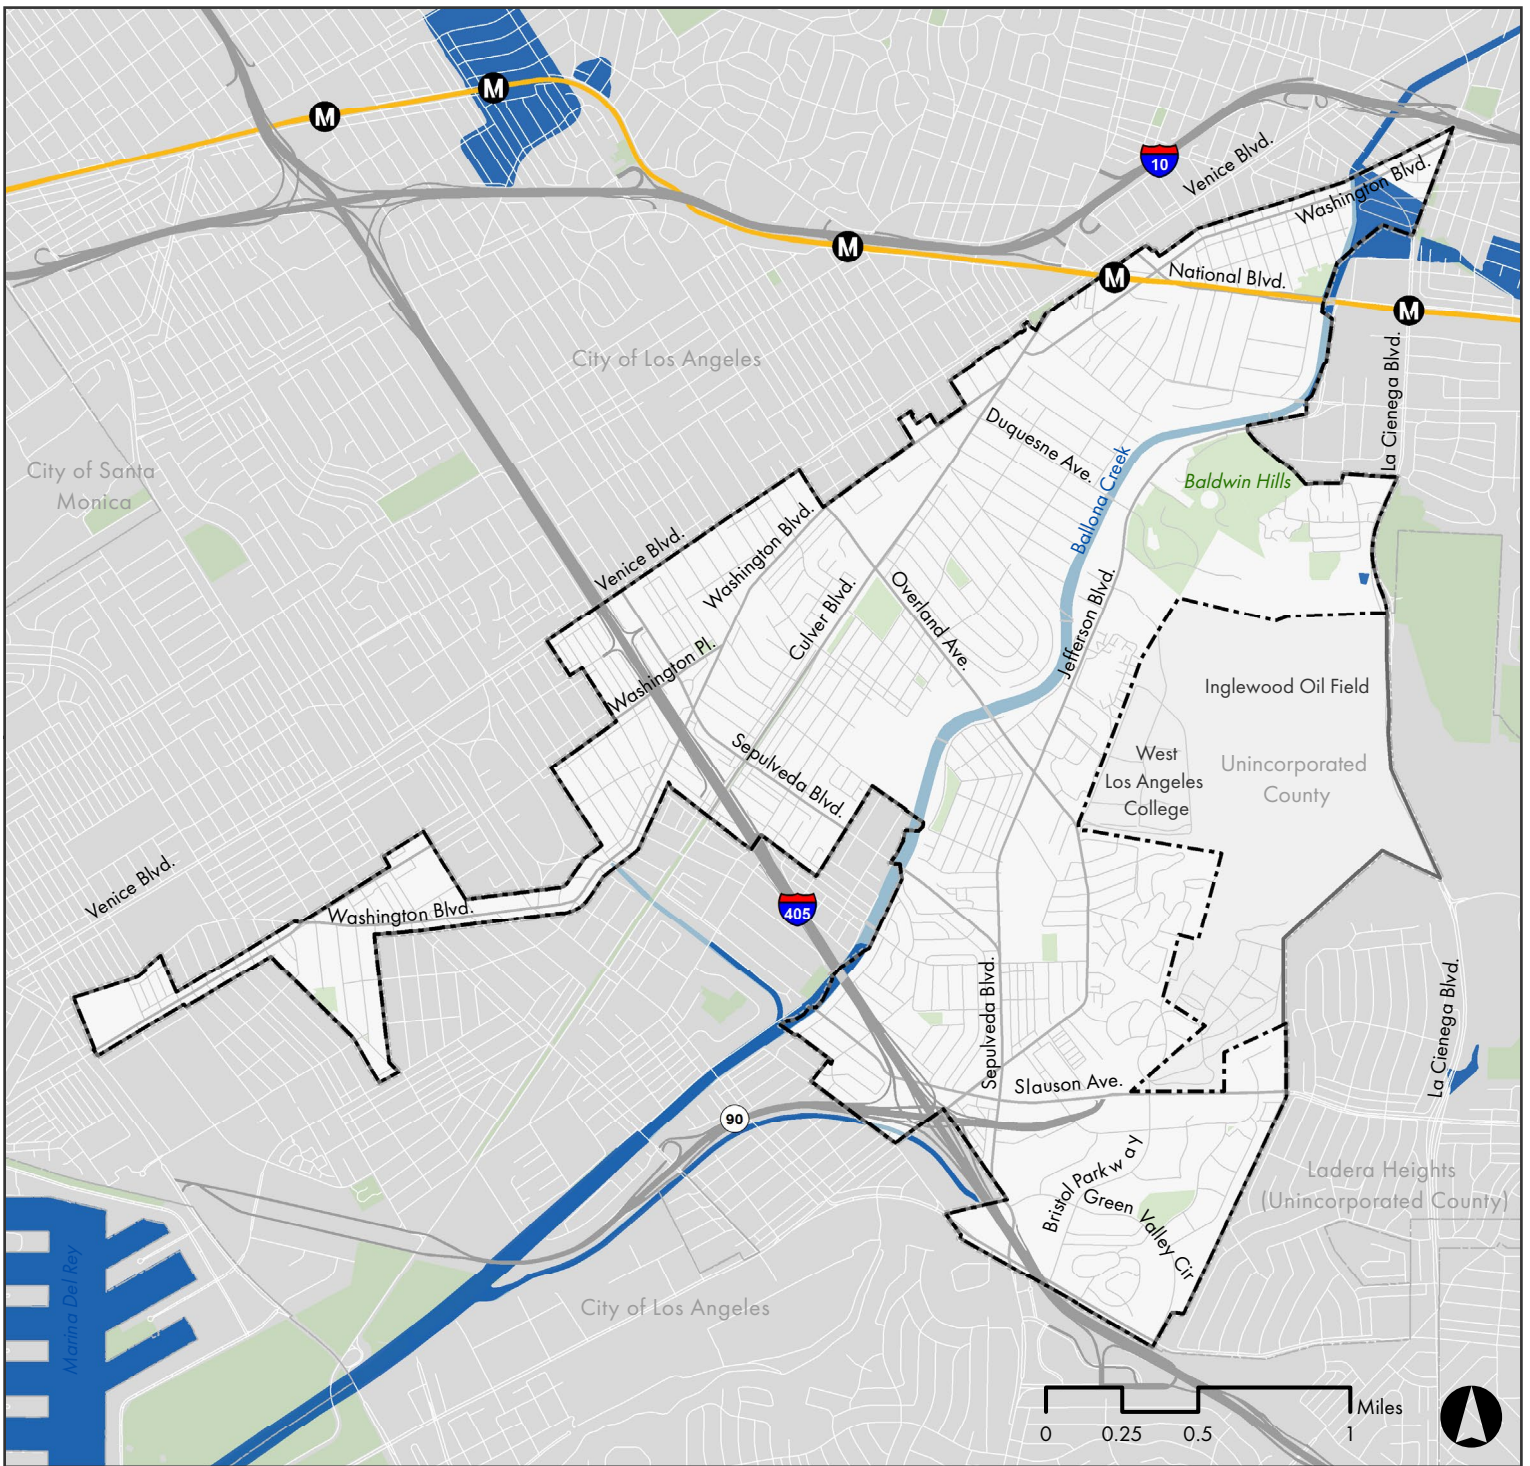 M
M
10
Venice Blvd.
Washington Blvd.
M
M
National Blvd.
M
City of Los Angeles
La Cienega Blvd.
Duquesne Ave.
City of Santa
Monica
Ballona Creek
Baldwin Hills
Venice Blvd.
Washington Blvd.
Culver Blvd.
Overland Ave.
Jefferson Blvd.
Washington Pl.
Inglewood Oil Field
Sepulveda Blvd.
West
Los Angeles
College
Unincorporated
County
Venice Blvd.
Washington Blvd.
405
Sepulveda Blvd.
La Cienega Blvd.
Slauson Ave.
90
Bristol Parkway
Green Valley Cir
Ladera Heights
(Unincorporated County)
Marina Del Rey
City of Los Angeles
Miles
0 0.25 0.5 1